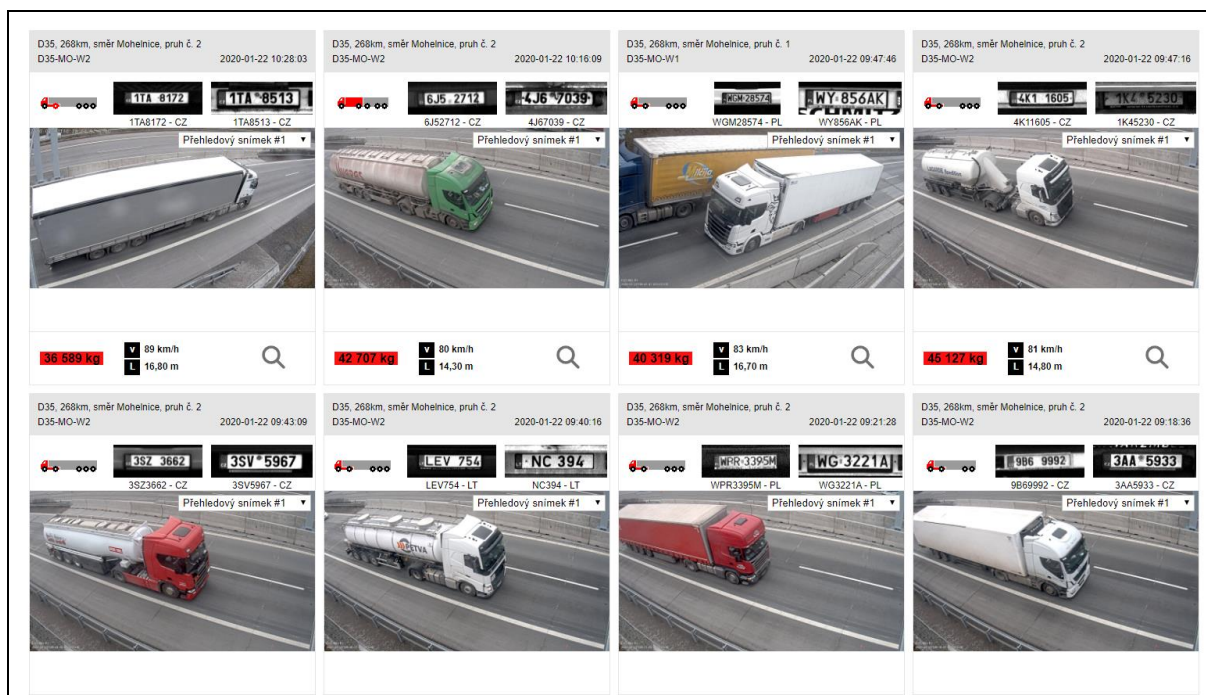 D35, 268km, směr Mohelnice, pruh č. 2
D35-MO-W2 2020-01-22 10:28:03
1TA 8172 1TA 8513
1TA8172 - CZ 1TA8513 - CZ
Přehledový snímek #1
36 589 kg
v 89 km/h
L 16,80 m
D35, 268km, směr Mohelnice, pruh č. 2
D35-MO-W2 2020-01-22 10:16:09
6J5 2712 4J6 7039
6J52712 - CZ 4J67039 - CZ
Přehledový snímek #1
42 707 kg
v 80 km/h
L 14,30 m
D35, 268km, směr Mohelnice, pruh č. 1
D35-MO-W1 2020-01-22 09:47:46
WGM 28574 WY 856AK
WGM28574 - PL WY856AK - PL
Přehledový snímek #1
40 319 kg
v 83 km/h
L 16,70 m
D35, 268km, směr Mohelnice, pruh č. 2
D35-MO-W2 2020-01-22 09:47:16
4K1 1605 1K4 5230
4K11605 - CZ 1K45230 - CZ
Přehledový snímek #1
45 127 kg
v 81 km/h
L 14,80 m
D35, 268km, směr Mohelnice, pruh č. 2
D35-MO-W2 2020-01-22 09:43:09
3SZ 3662 3SV 5967
3SZ3662 - CZ 3SV5967 - CZ
Přehledový snímek #1
D35, 268km, směr Mohelnice, pruh č. 2
D35-MO-W2 2020-01-22 09:40:16
LEV 754 NC 394
LEV754 - LT NC394 - LT
Přehledový snímek #1
PETVA
D35, 268km, směr Mohelnice, pruh č. 2
D35-MO-W2 2020-01-22 09:21:28
WPR 3395M WG 3221A
WPR3395M - PL WG3221A - PL
Přehledový snímek #1
D35, 268km, směr Mohelnice, pruh č. 2
D35-MO-W2 2020-01-22 09:18:36
9B6 9992 3AA 5933
9B69992 - CZ 3AA5933 - CZ
Přehledový snímek #1